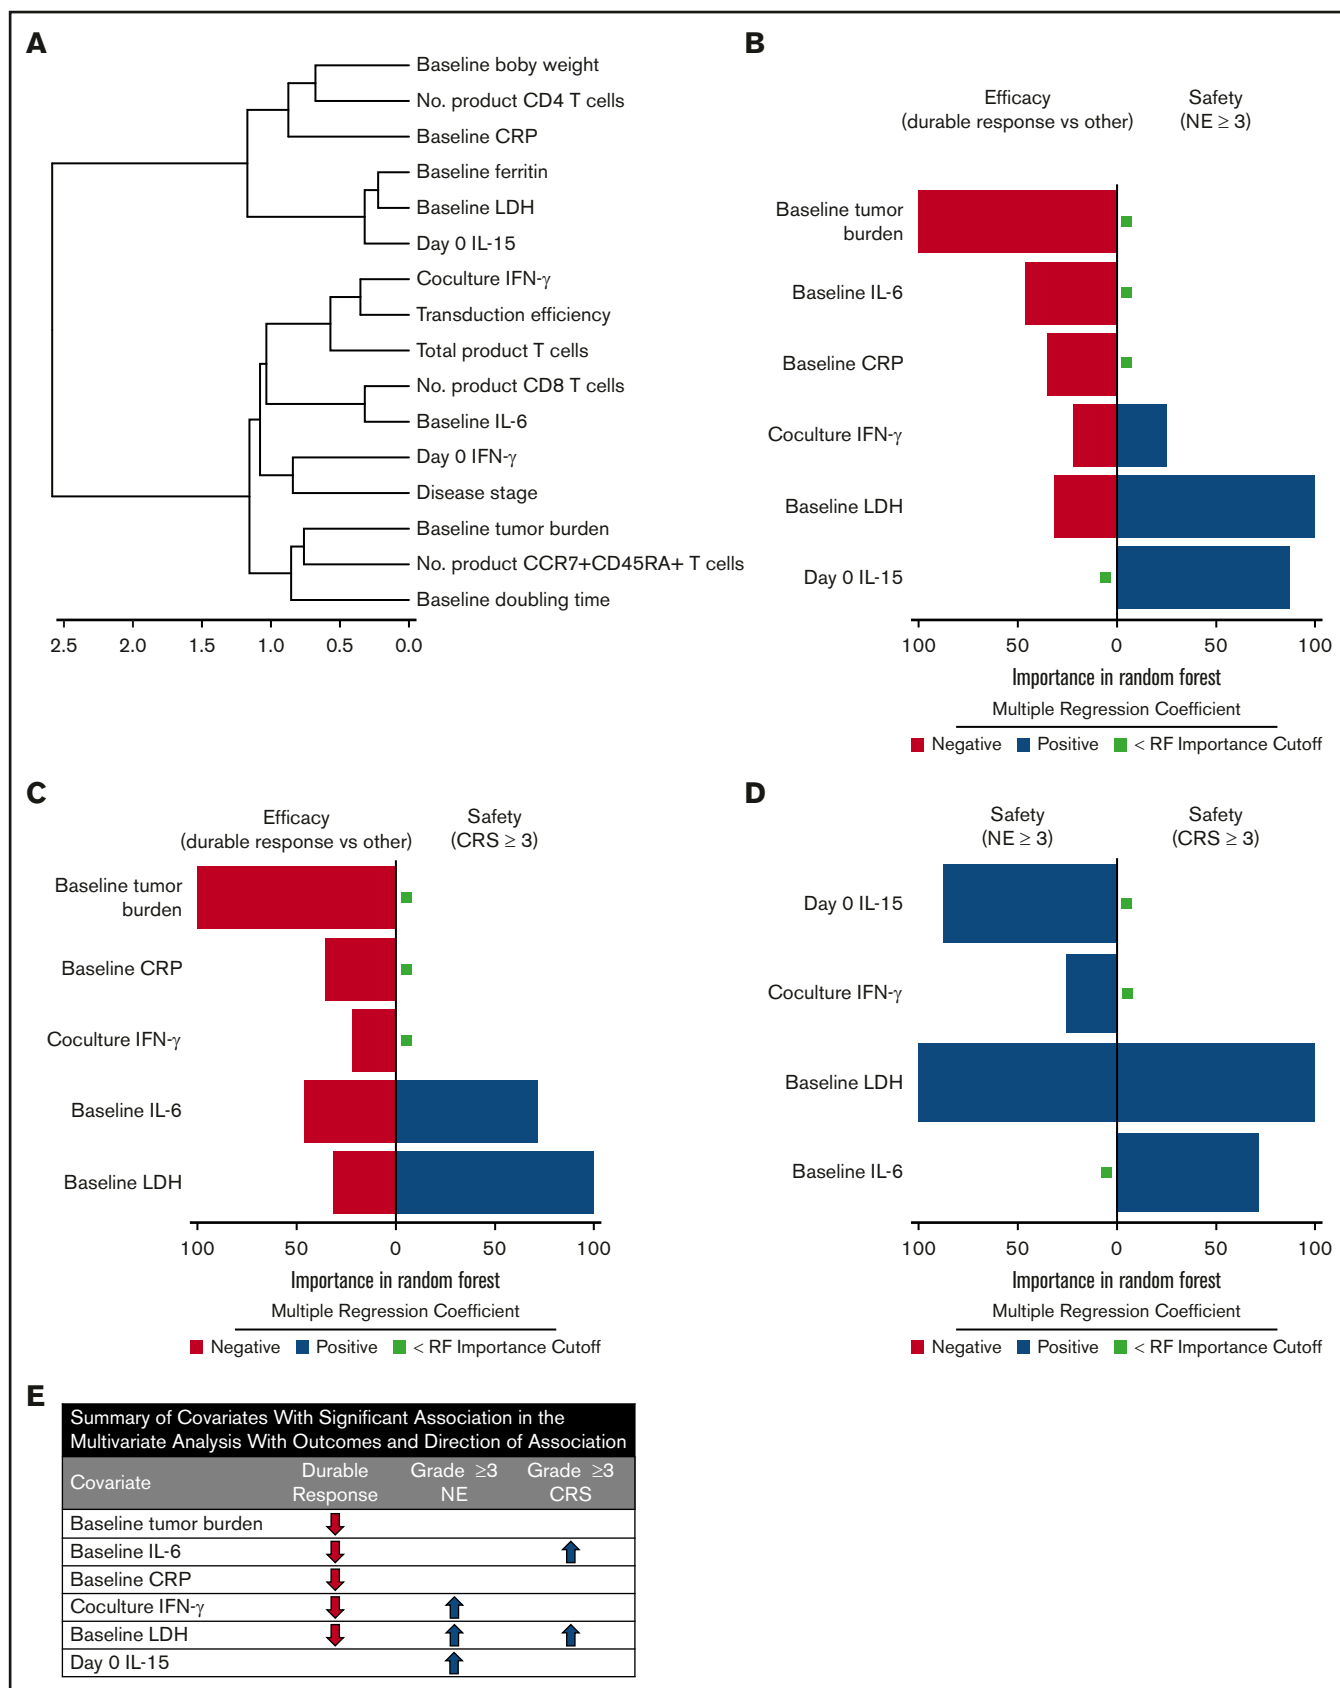 A
Baseline boby weight
No. product CD4 T cells
Baseline CRP
Baseline ferritin
Baseline LDH
Day 0 IL-15
Coculture IFN-γ
Transduction efficiency
Total product T cells
No. product CD8 T cells
Baseline IL-6
Day 0 IFN-γ
Disease stage
Baseline tumor burden
No. product CCR7+CD45RA+ T cells
Baseline doubling time
2.5 2.0 1.5 1.0 0.5 0.0
B
Efficacy
(durable response vs other)
Safety
(NE ≥ 3)
Baseline tumor
burden
Baseline IL-6
Baseline CRP
Coculture IFN-γ
Baseline LDH
Day 0 IL-15
100 50 0 50 100
Importance in random forest
Multiple Regression Coefficient
Negative Positive < RF Importance Cutoff
C
Efficacy
(durable response vs other)
Safety
(CRS ≥ 3)
Baseline tumor
burden
Baseline CRP
Coculture IFN-γ
Baseline IL-6
Baseline LDH
100 50 0 50 100
Importance in random forest
Multiple Regression Coefficient
Negative Positive < RF Importance Cutoff
D
Safety
(NE ≥ 3)
Safety
(CRS ≥ 3)
Day 0 IL-15
Coculture IFN-γ
Baseline LDH
Baseline IL-6
100 50 0 50 100
Importance in random forest
Multiple Regression Coefficient
Negative Positive < RF Importance Cutoff
E
Summary of Covariates With Significant Association in the
Multivariate Analysis With Outcomes and Direction of Association
Covariate
Durable
Response
Grade ≥3
NE
Grade ≥3
CRS
Baseline tumor burden
Baseline IL-6
Baseline CRP
Coculture IFN-γ
Baseline LDH
Day 0 IL-15